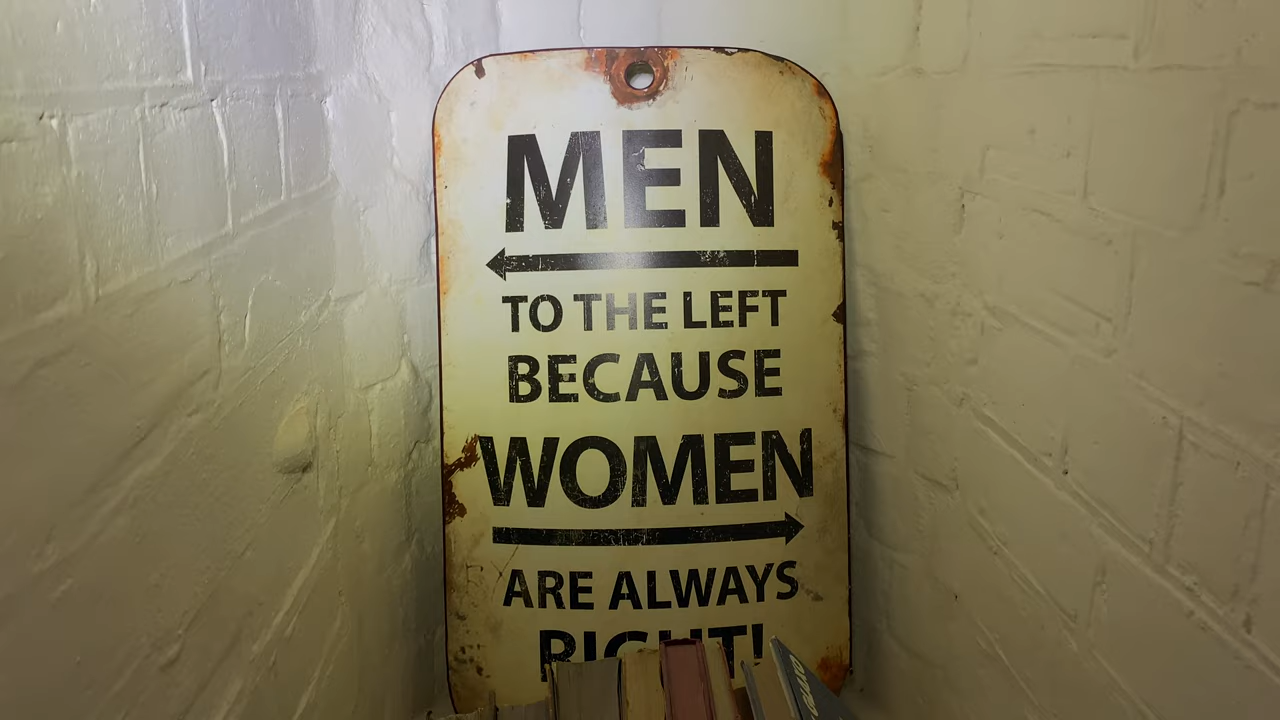 MEN
TO THE LEFT
BECAUSE
WOMEN
ARE ALWAYS
RIGHT!